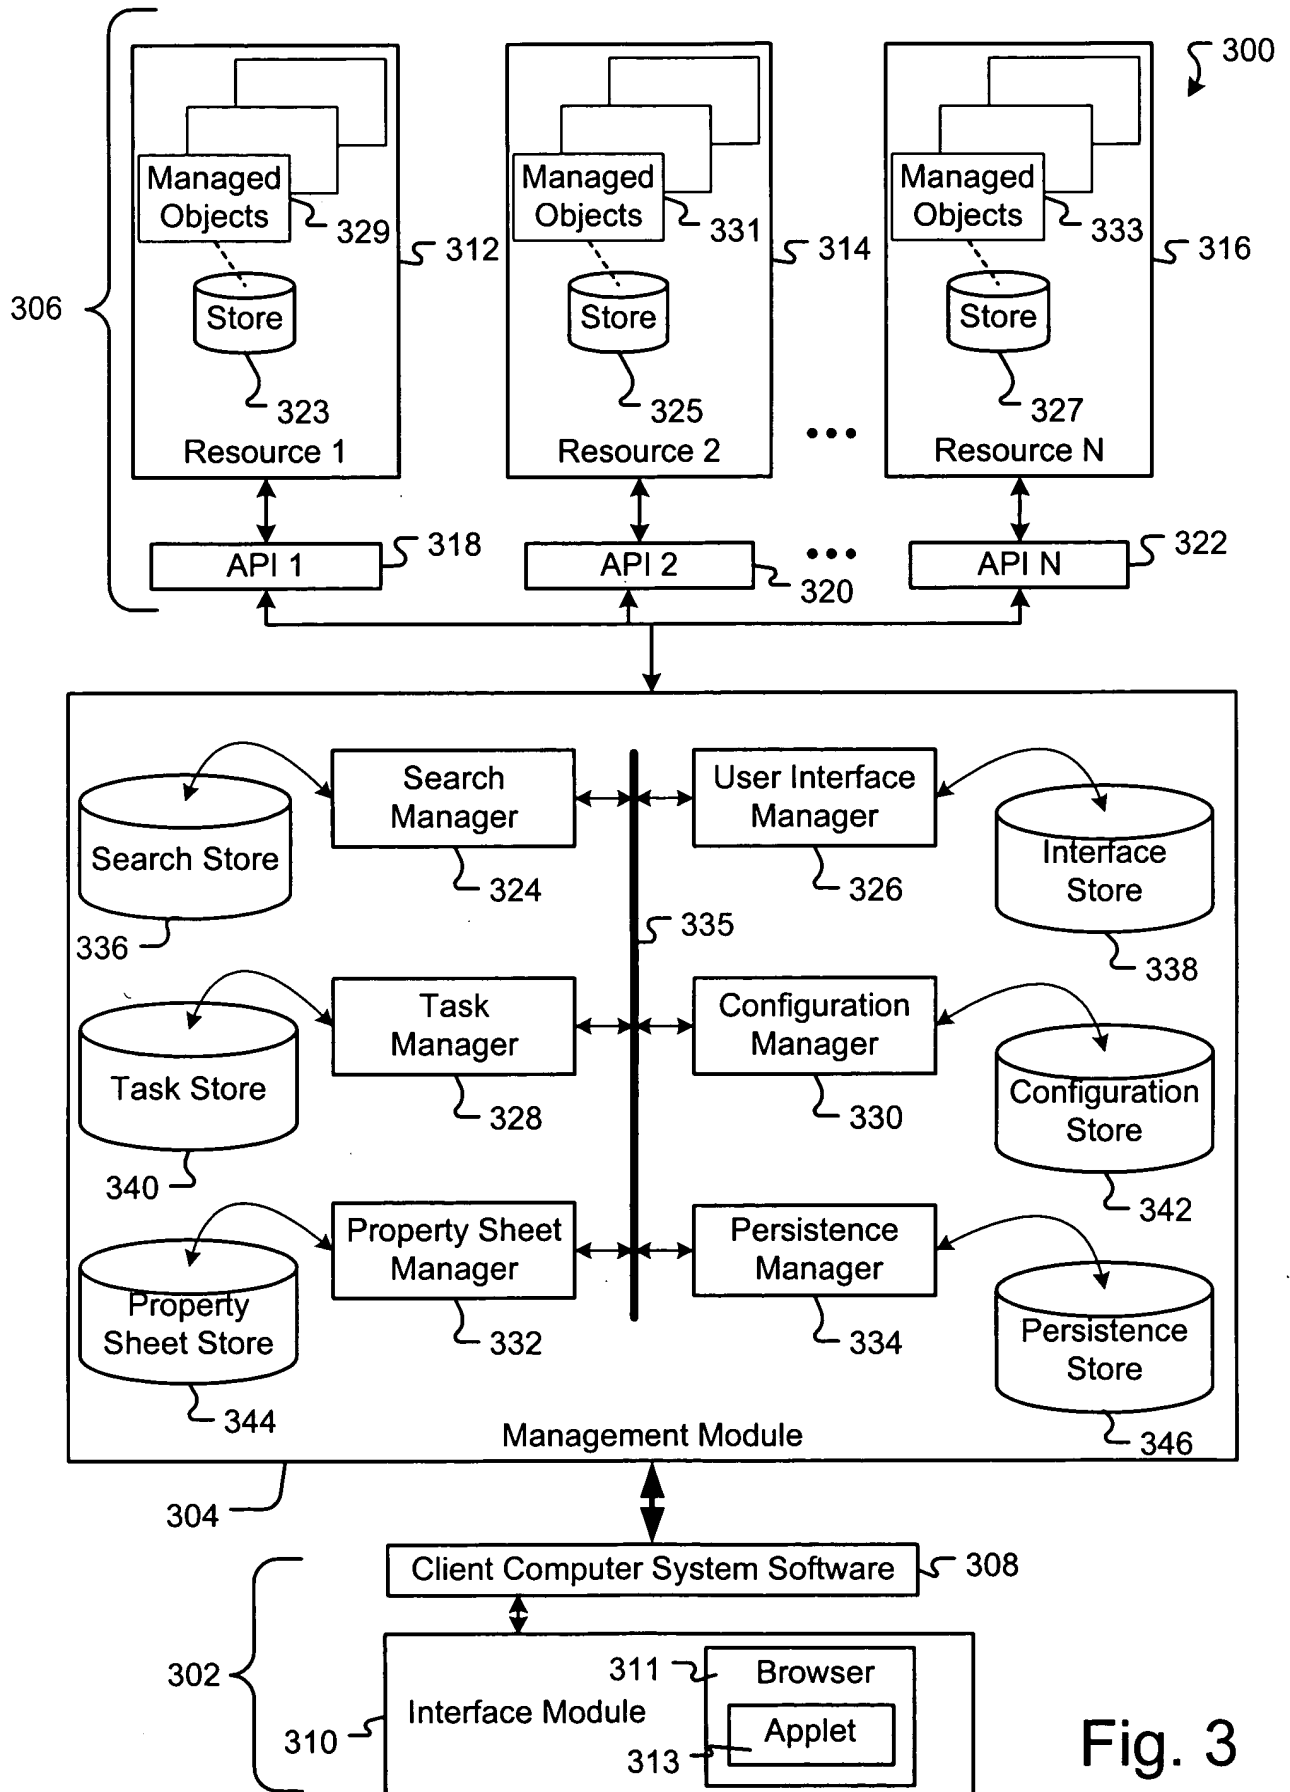 300
Managed
Objects
329
312
Store
323
Resource 1
Managed
Objects
331
314
Store
325
Resource 2
Managed
Objects
333
316
Store
327
Resource N
306
API 1
318
API 2
320
API N
322
Search
Manager
324
User Interface
Manager
326
Search Store
336
Interface
Store
338
335
Task
Manager
328
Configuration
Manager
330
Task Store
340
Configuration
Store
342
Property Sheet
Manager
332
Persistence
Manager
334
Property
Sheet Store
344
Persistence
Store
346
Management Module
304
Client Computer System Software
308
302
Interface Module
310
311
Browser
Applet
313
Fig. 3